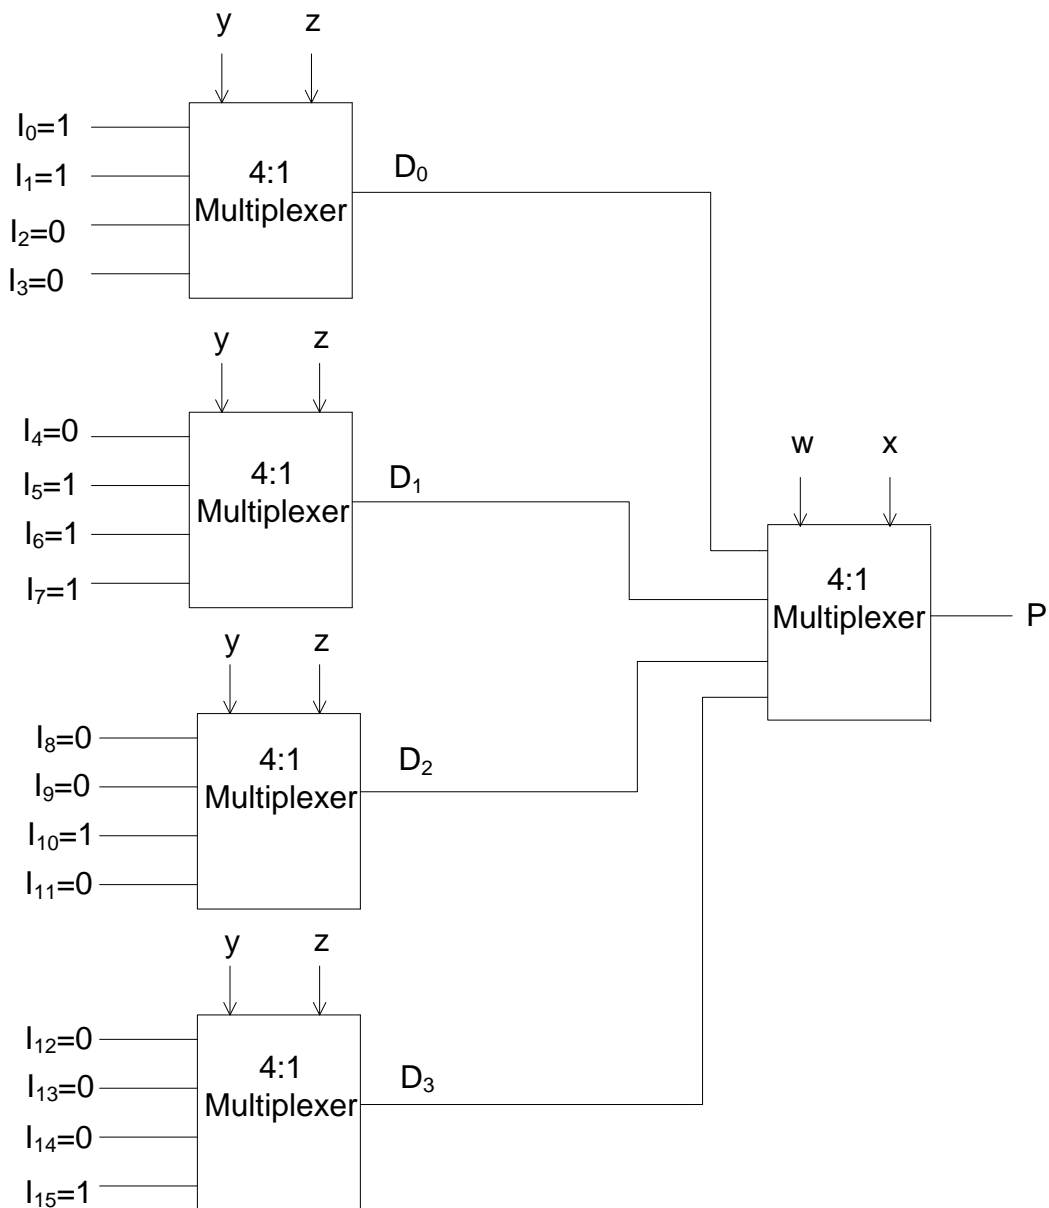 y z
I₀=1
I₁=1
I₂=0
I₃=0
4:1
Multiplexer
D₀
y z
I₄=0
I₅=1
I₆=1
I₇=1
4:1
Multiplexer
D₁
w x
4:1
Multiplexer
P
y z
I₈=0
I₉=0
I₁₀=1
I₁₁=0
4:1
Multiplexer
D₂
y z
I₁₂=0
I₁₃=0
I₁₄=0
I₁₅=1
4:1
Multiplexer
D₃